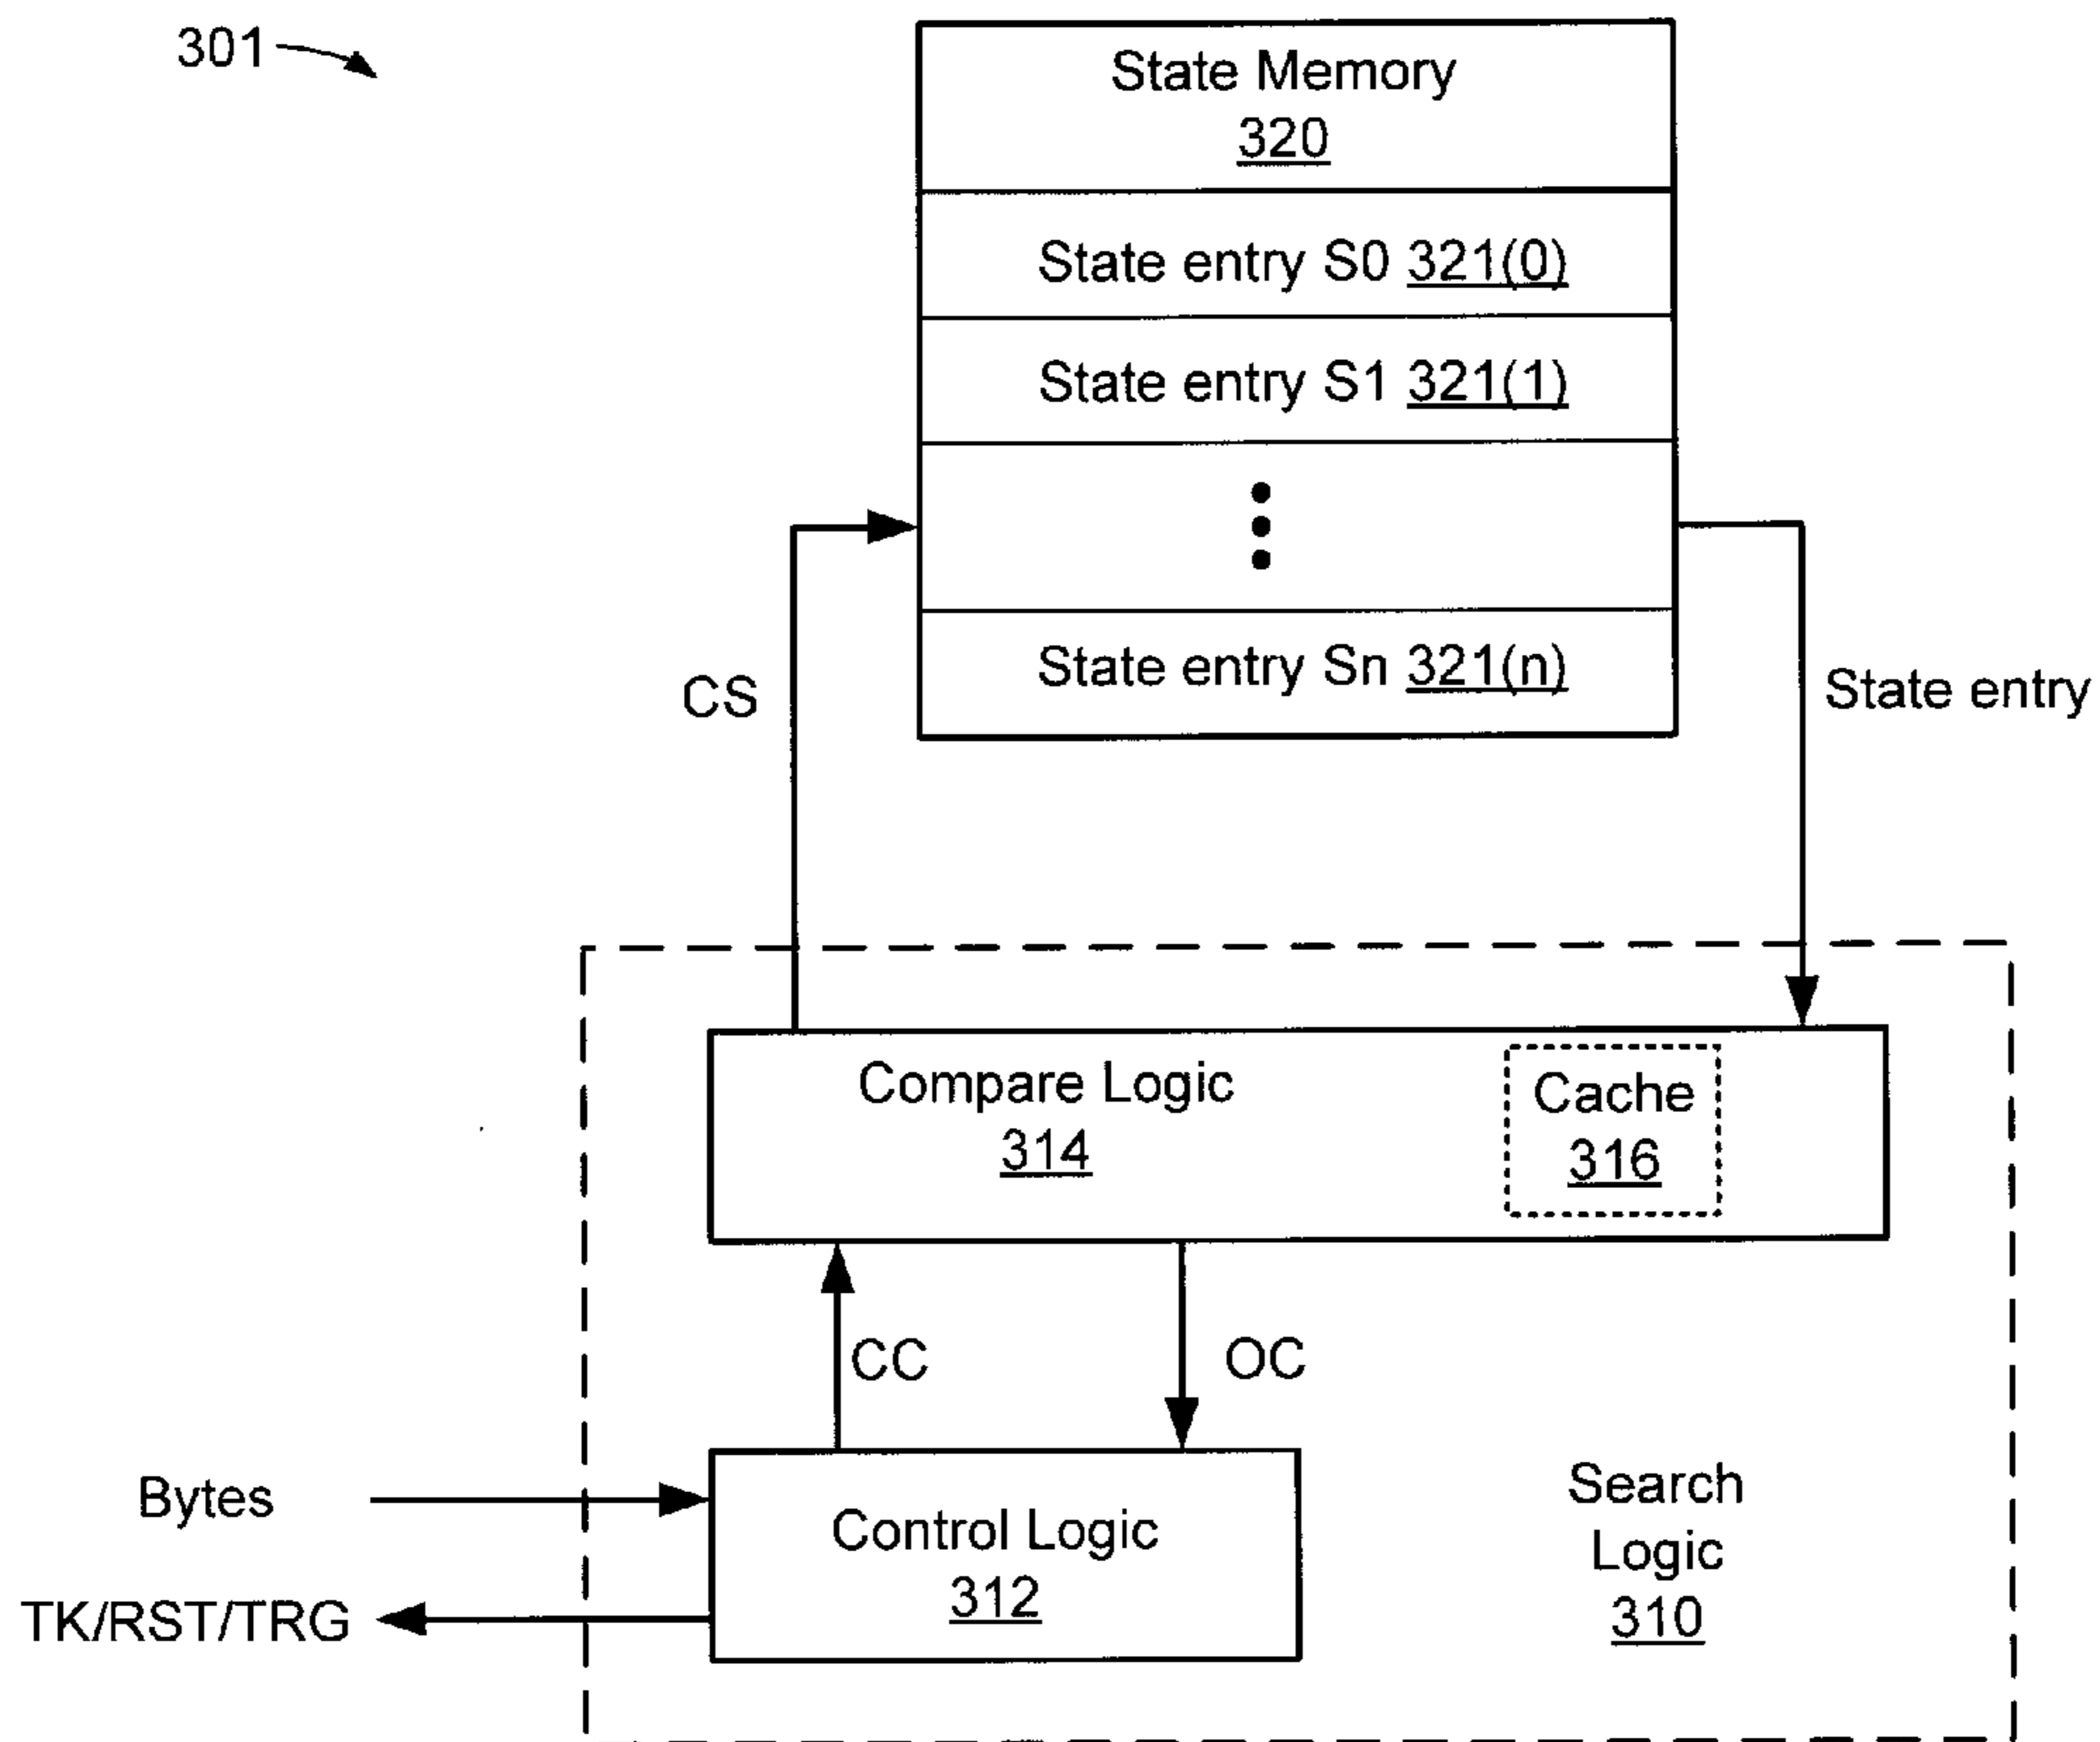 301
State Memory
320
State entry S0 321(0)
State entry S1 321(1)
State entry Sn 321(n)
CS
State entry
Compare Logic
314
Cache
316
CC
OC
Bytes
Control Logic
312
TK/RST/TRG
Search
Logic
310